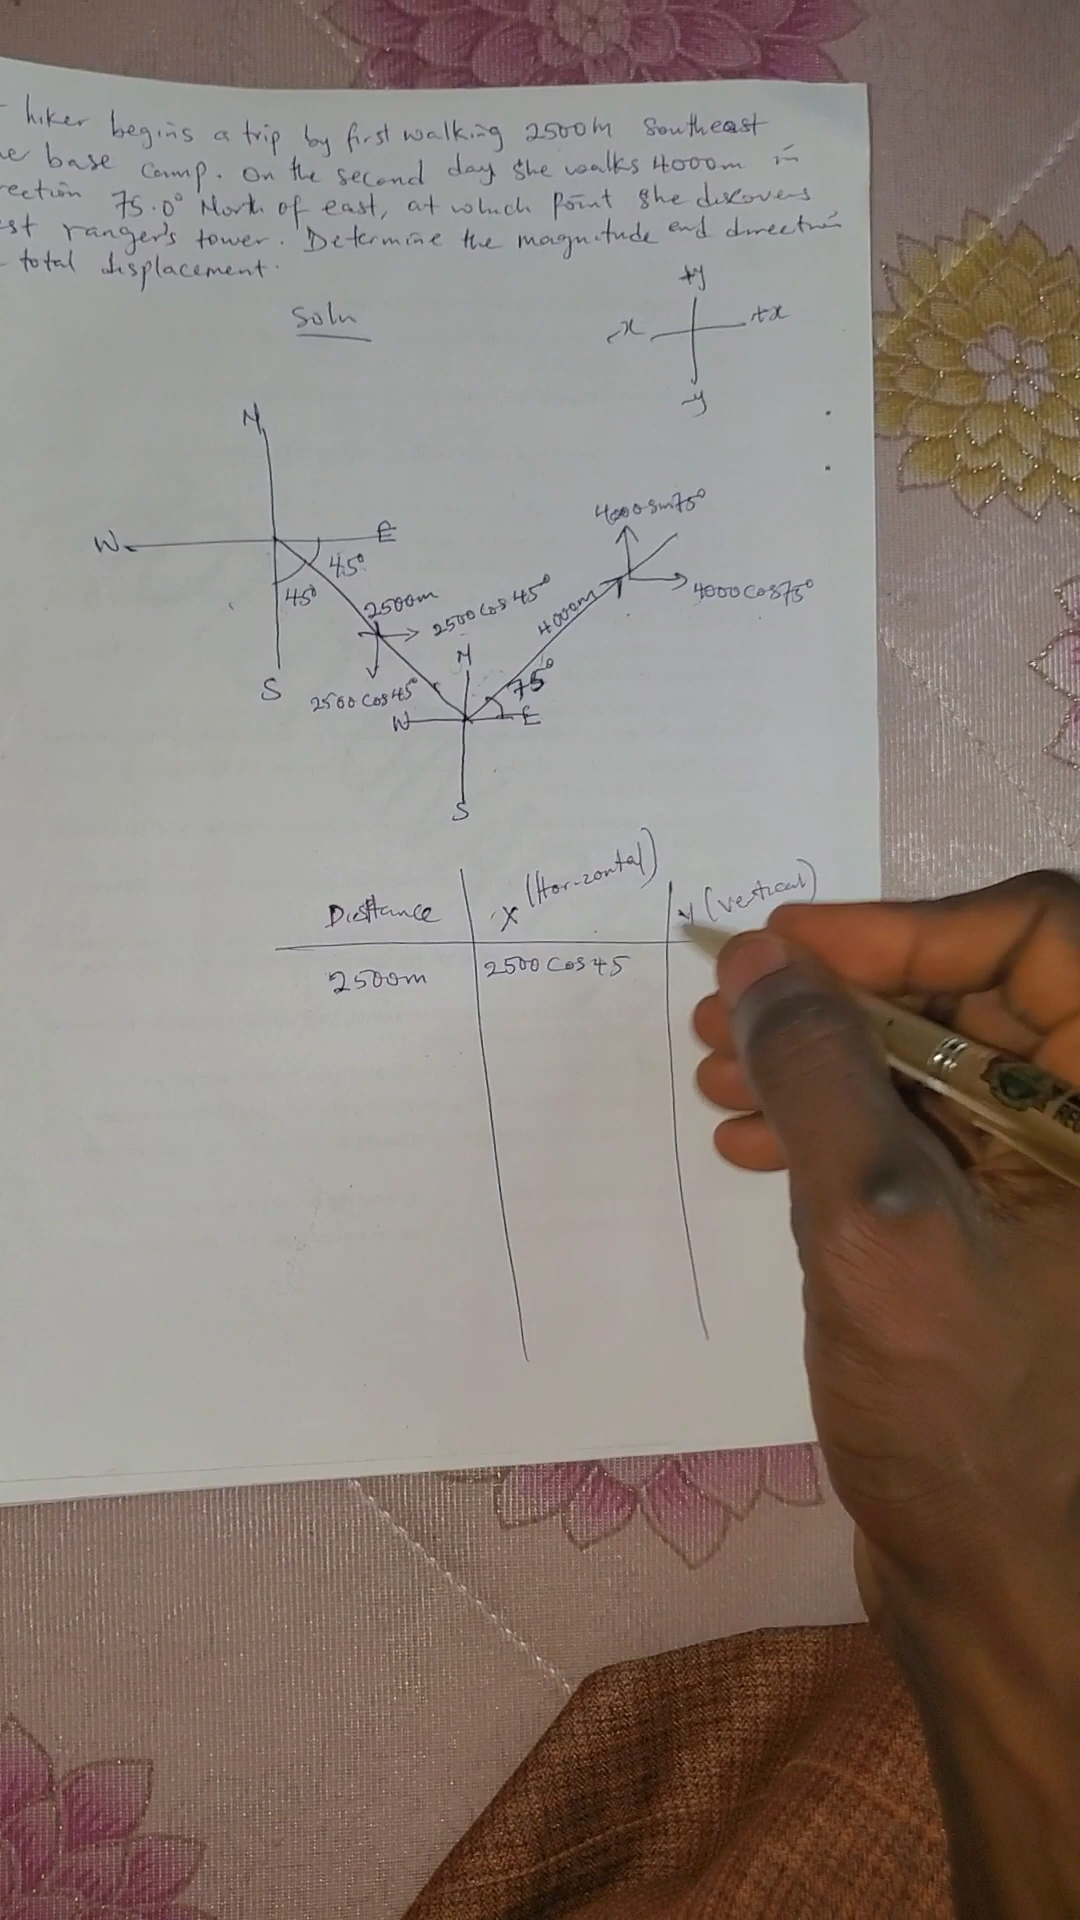 hiker begins a trip by first walking 2500m Southeast
base camp. On the second day she walks 4000m in
rection 75.0° North of east, at which point she discovers
st ranger's tower. Determine the magnitude and direction
total displacement.
Soln
+y
-x +x
-y
N
W E
45°
45°
S
2500m
2500 Cos 45°
2500 Cos 45°
4000 sin 75°
4000 Cos 75°
4000m
N
75°
W E
S
Distance X (Horizontal) y (vertical)
2500m 2500 Cos 45